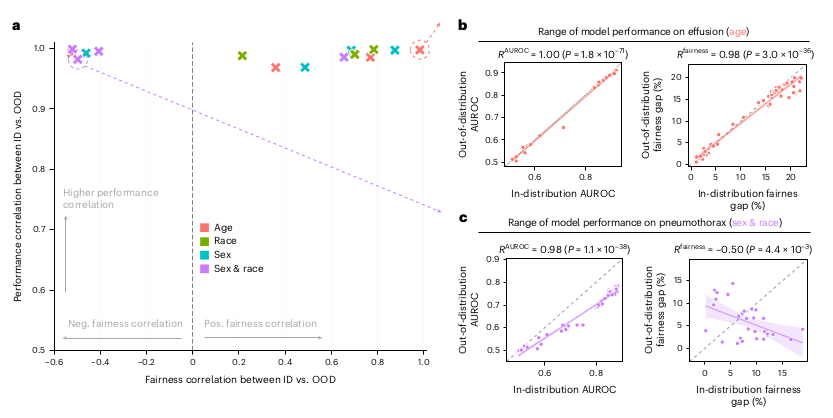 a
Performance correlation between ID vs. OOD
1.0
0.9
0.8
0.7
0.6
0.5
Higher performance
correlation
Neg. fairness correlation
Pos. fairness correlation
Age
Race
Sex
Sex & race
–0.6
–0.4
–0.2
0
0.2
0.4
0.6
0.8
1.0
Fairness correlation between ID vs. OOD
b
Range of model performance on effusion (age)
R^AUROC = 1.00 (P = 1.8 × 10^–71)
Out-of-distribution
AUROC
0.9
0.8
0.7
0.6
0.5
0.6
0.8
In-distribution AUROC
R^fairness = 0.98 (P = 3.0 × 10^–36)
Out-of-distribution
fairness gap (%)
20
15
10
5
0
0
5
10
15
20
In-distribution fairnes
gap (%)
c
Range of model performance on pneumothorax (sex & race)
R^AUROC = 0.98 (P = 1.1 × 10^–38)
Out-of-distribution
AUROC
0.9
0.8
0.7
0.6
0.5
0.6
0.8
In-distribution AUROC
R^fairness = –0.50 (P = 4.4 × 10^–3)
Out-of-distribution
fairness gap (%)
15
10
5
0
0
5
10
15
In-distribution fairness
gap (%)